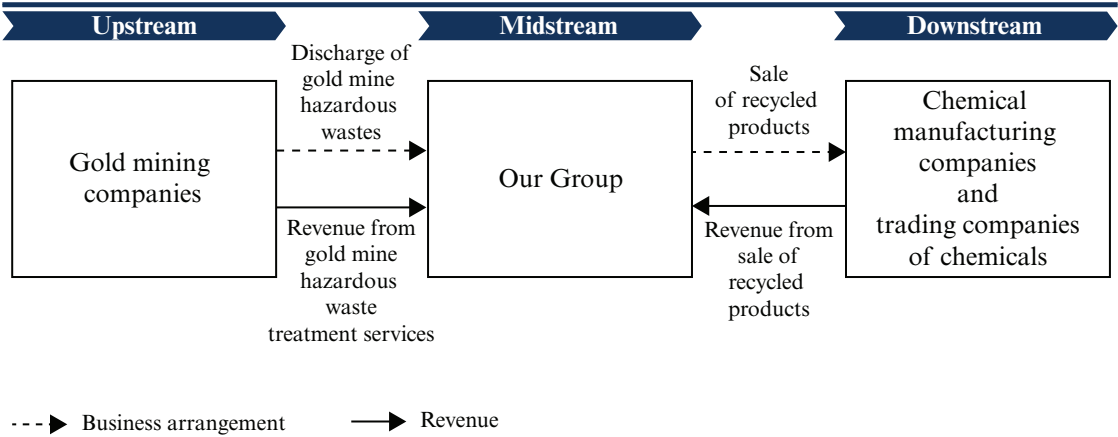 Upstream
Midstream
Downstream
Gold mining
companies
Discharge of
gold mine
hazardous
wastes
Revenue from
gold mine
hazardous
waste
treatment services
Our Group
Sale
of recycled
products
Revenue from
sale of
recycled
products
Chemical
manufacturing
companies
and
trading companies
of chemicals
Business arrangement
Revenue